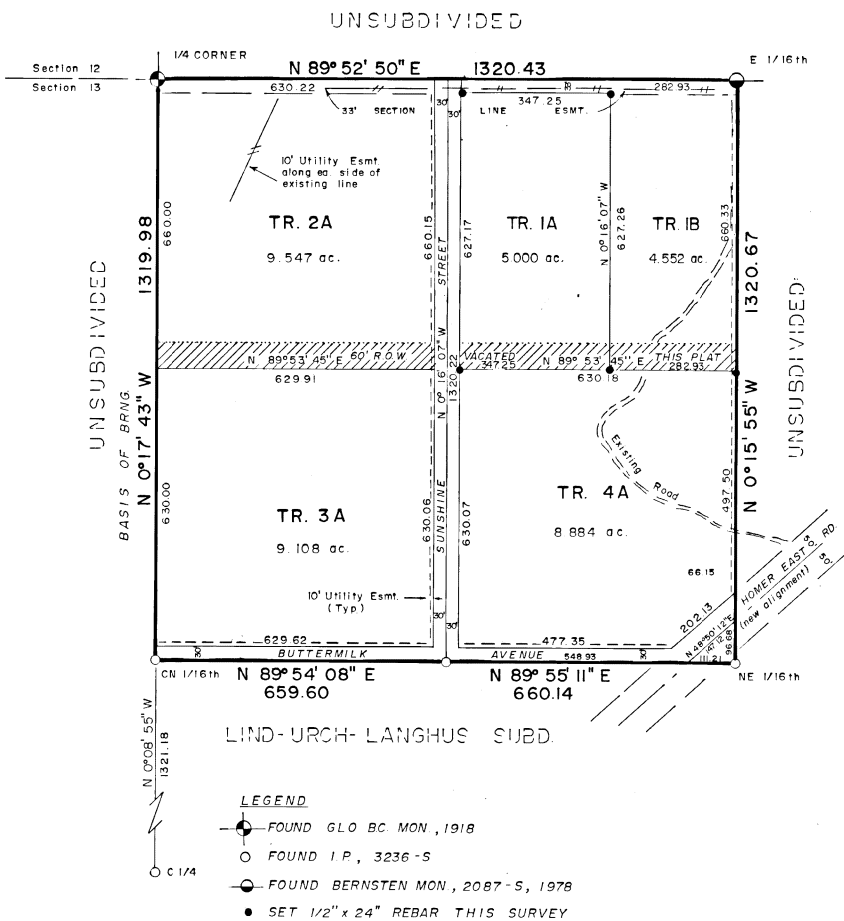 UNSUBDIVIDED
1/4 CORNER
E 1/16th
Section 12
N 89° 52' 50" E 1320.43
Section 13
630.22
282.93
347.25
33' SECTION LINE ESMT.
30'
30'
10' Utility Esmt.
along ea. side of
existing line
TR. 2A
9.547 ac.
TR. 1A
5.000 ac.
TR. 1B
4.552 ac.
1319.98
660.00
660.15
STREET
627.17
N 0° 16' 07" W
627.26
660.33
1320.67
UNSUBDIVIDED
UNSUBDIVIDED
N 89° 53' 45" E 60' R.O.W. VACATED N 89° 53' 45" E THIS PLAT
347.25
282.93
629.91
630.18
N 0° 16' 07" W
1320.22
BASIS OF BRNG.
N 0° 17' 43" W
N 0° 15' 55" W
Existing Road
TR. 3A
9.108 ac.
TR. 4A
8.884 ac.
630.00
630.06
SUNSHINE
630.07
497.50
66.15
10' Utility Esmt.
(Typ.)
30'
30'
HOMER EAST RD.
(new alignment)
50'
50'
202.13
N 48° 50' 12" E
147.12
96.68
111.21
629.62
477.35
30'
BUTTERMILK AVENUE
548.93
30'
CN 1/16th
N 89° 54' 08" E
659.60
N 89° 55' 11" E
660.14
NE 1/16th
N 0° 08' 55" W
1321.18
LIND-URCH-LANGHUS SUBD.
C 1/4
LEGEND
FOUND GLO BC. MON., 1918
FOUND I.P., 3236-S
FOUND BERNSTEN MON., 2087-S, 1978
SET 1/2" x 24" REBAR THIS SURVEY